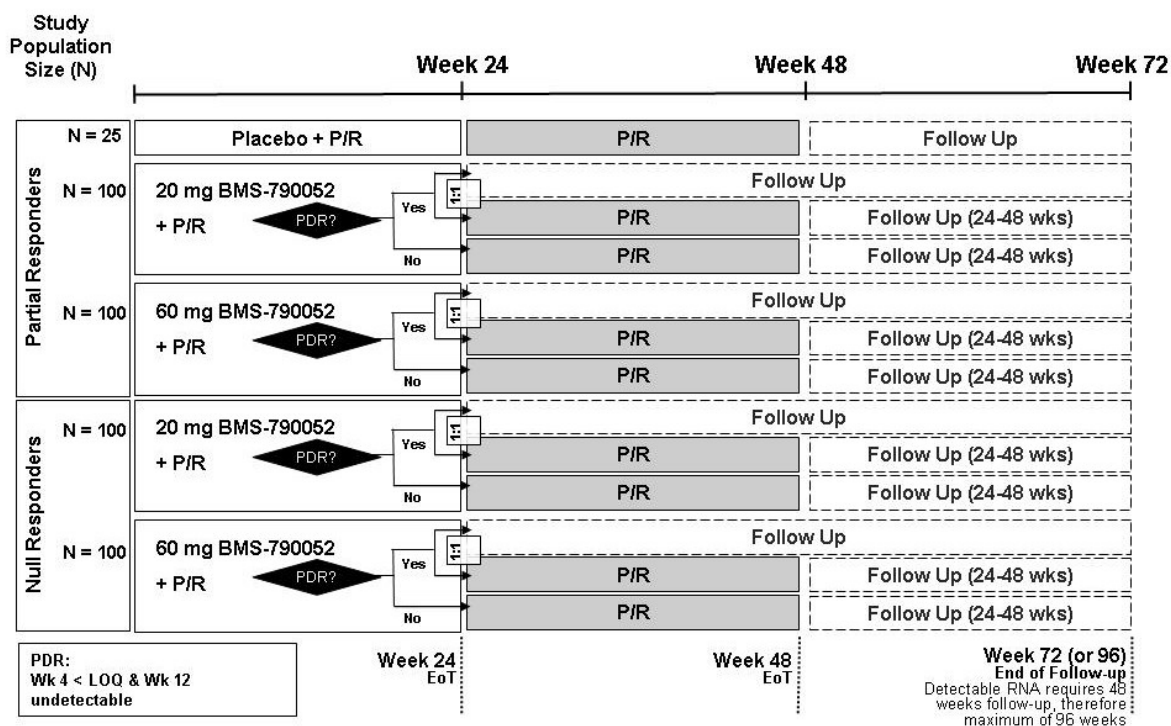 Study
Population
Size (N)
Week 24
Week 48
Week 72
Partial Responders
N = 25
Placebo + P/R
P/R
Follow Up
N = 100
20 mg BMS-790052
+ P/R
PDR?
Yes
No
1:1
Follow Up
P/R
Follow Up (24-48 wks)
P/R
Follow Up (24-48 wks)
N = 100
60 mg BMS-790052
+ P/R
PDR?
Yes
No
1:1
Follow Up
P/R
Follow Up (24-48 wks)
P/R
Follow Up (24-48 wks)
Null Responders
N = 100
20 mg BMS-790052
+ P/R
PDR?
Yes
No
1:1
Follow Up
P/R
Follow Up (24-48 wks)
P/R
Follow Up (24-48 wks)
N = 100
60 mg BMS-790052
+ P/R
PDR?
Yes
No
1:1
Follow Up
P/R
Follow Up (24-48 wks)
P/R
Follow Up (24-48 wks)
PDR:
Wk 4 < LOQ & Wk 12
undetectable
Week 24
EoT
Week 48
EoT
Week 72 (or 96)
End of Follow-up
Detectable RNA requires 48
weeks follow-up, therefore
maximum of 96 weeks